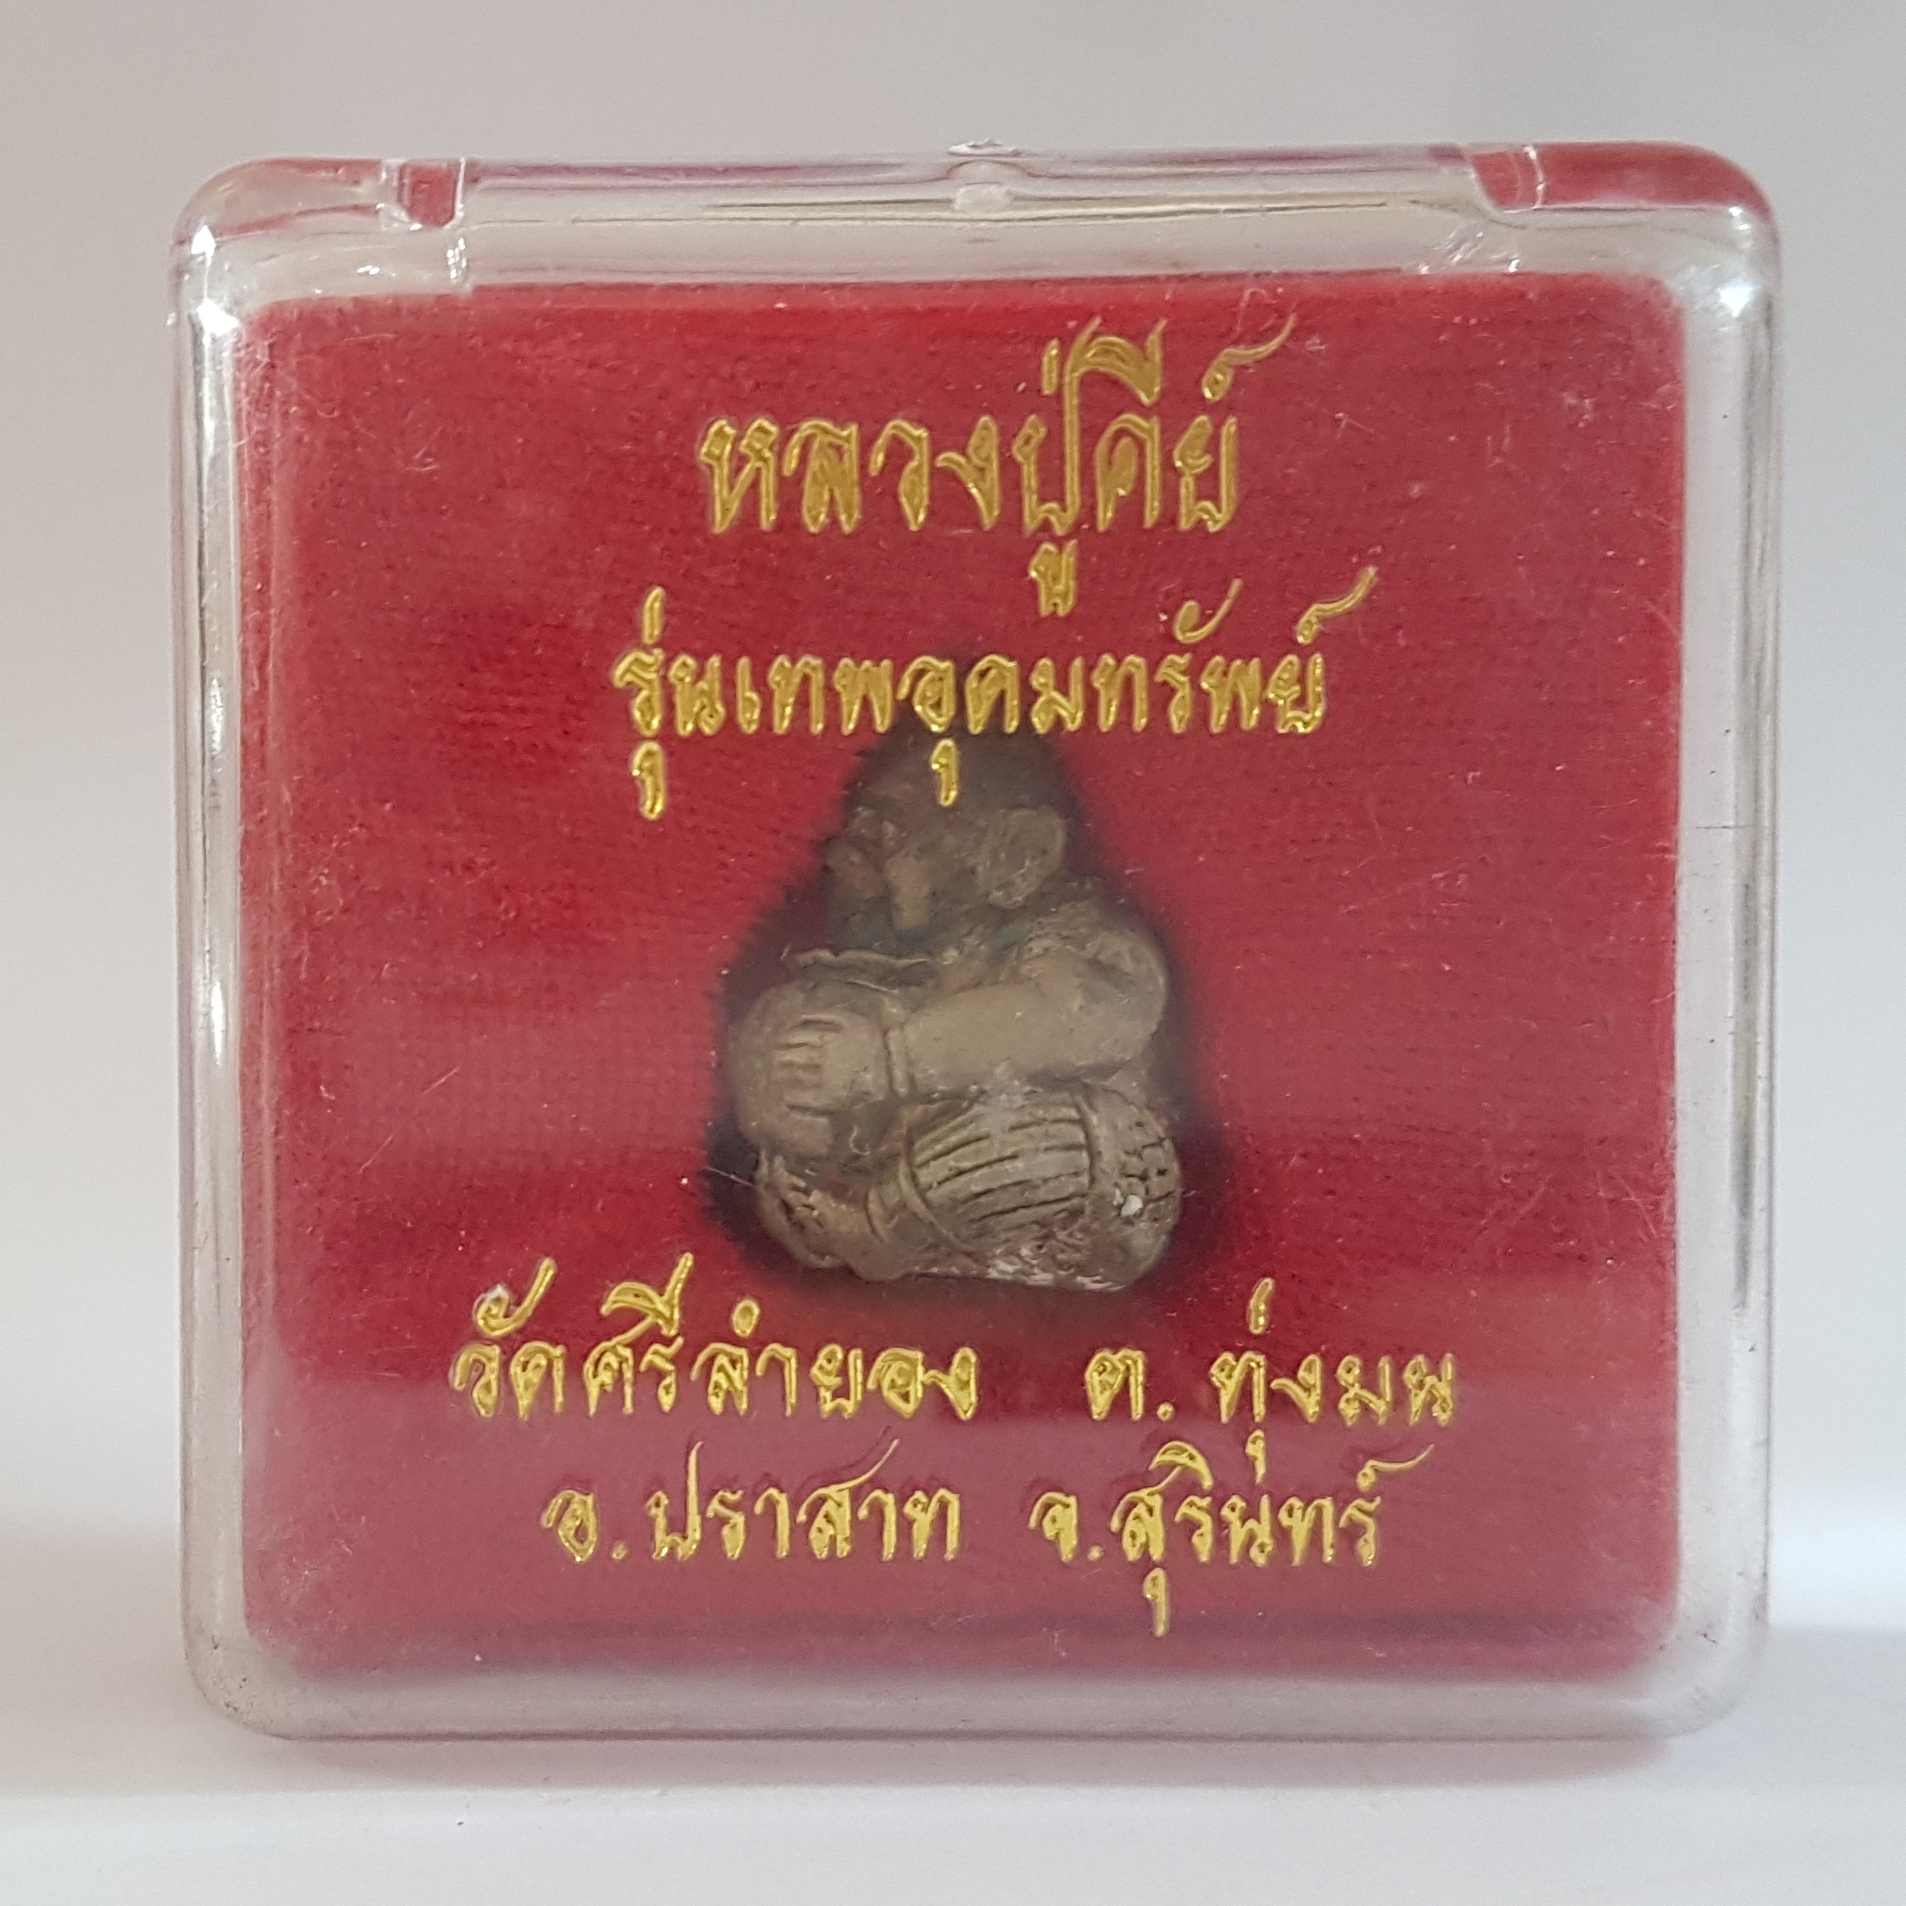 หลวงปู่คีย์
รุ่นเทพอุดมทรัพย์
วัดศรีลำยอง ต. ทุ่งมน
อ.ปราสาท จ.สุรินทร์